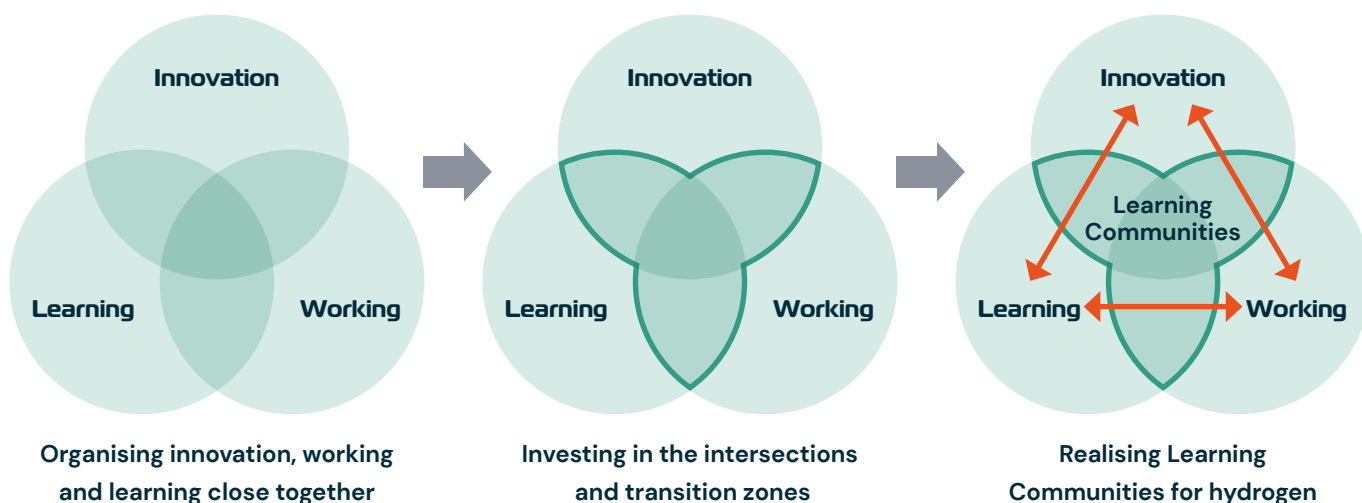 Innovation
Learning
Working
Organising innovation, working
and learning close together
Innovation
Learning
Working
Investing in the intersections
and transition zones
Innovation
Learning
Communities
Learning
Working
Realising Learning
Communities for hydrogen